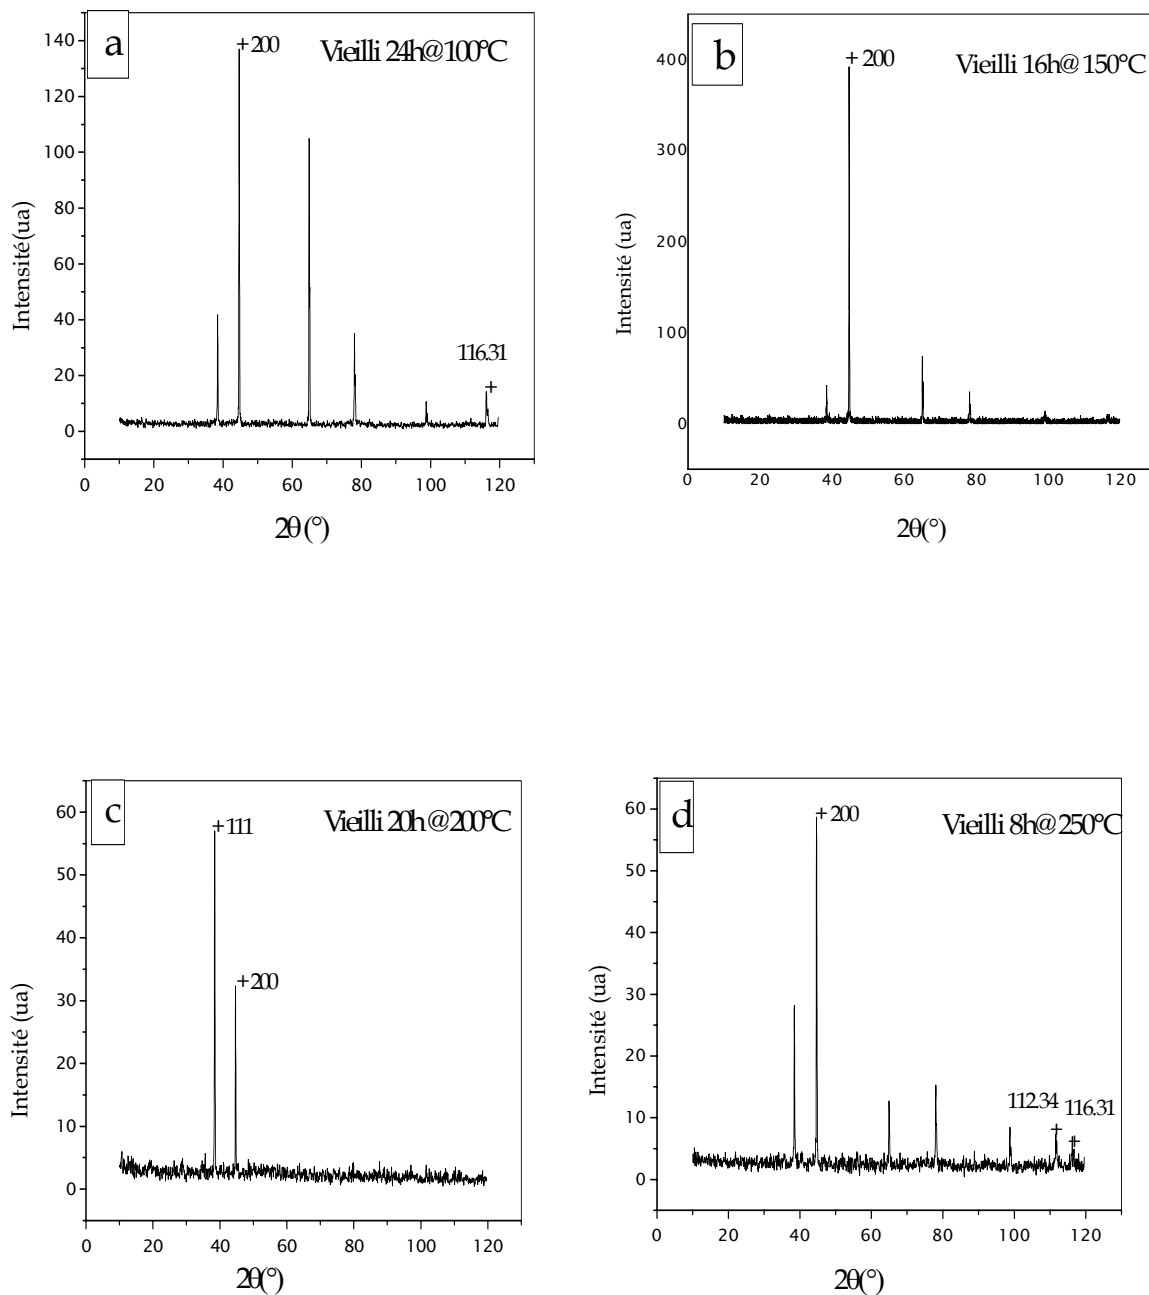 a
+200
Vieilli 24h@100°C
140
120
100
80
60
40
20
0
116.31
+
Intensité (ua)
0 20 40 60 80 100 120
2θ (°)
b
+ 200
Vieilli 16h@ 150°C
400
300
200
100
0
Intensité (ua)
0 20 40 60 80 100 120
2θ(°)
c
+111
Vieilli 20h @200°C
+200
60
50
40
30
20
10
0
Intensité (ua)
0 20 40 60 80 100 120
2θ(°)
d
+200
Vieilli 8h@ 250°C
60
50
40
30
20
10
0
112.34 116.31
+ +
Intensité (ua)
0 20 40 60 80 100 120
2θ(°)